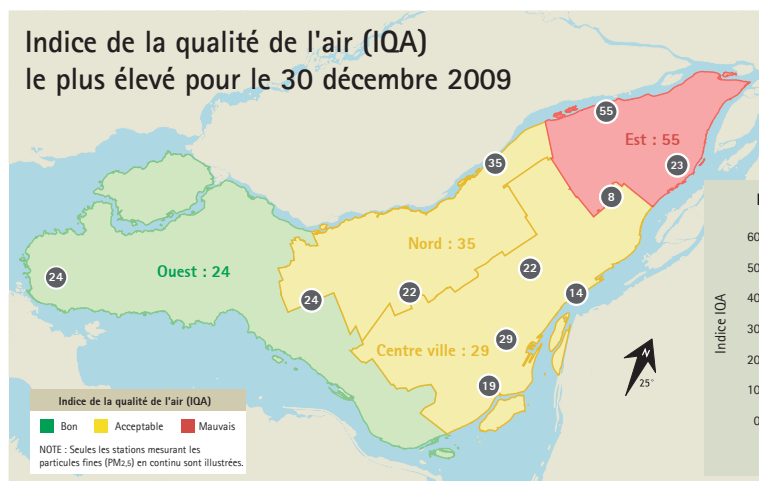 Indice de la qualité de l'air (IQA)
le plus élevé pour le 30 décembre 2009
55
Est : 55
35
23
8
Nord : 35
Ouest : 24
24
22
22
24
14
Centre ville : 29
29
19
N
25°
Indice de la qualité de l'air (IQA)
Bon
Acceptable
Mauvais
NOTE : Seules les stations mesurant les
particules fines (PM2,5) en continu sont illustrées.
Indice IQA
60
50
40
30
20
10
0